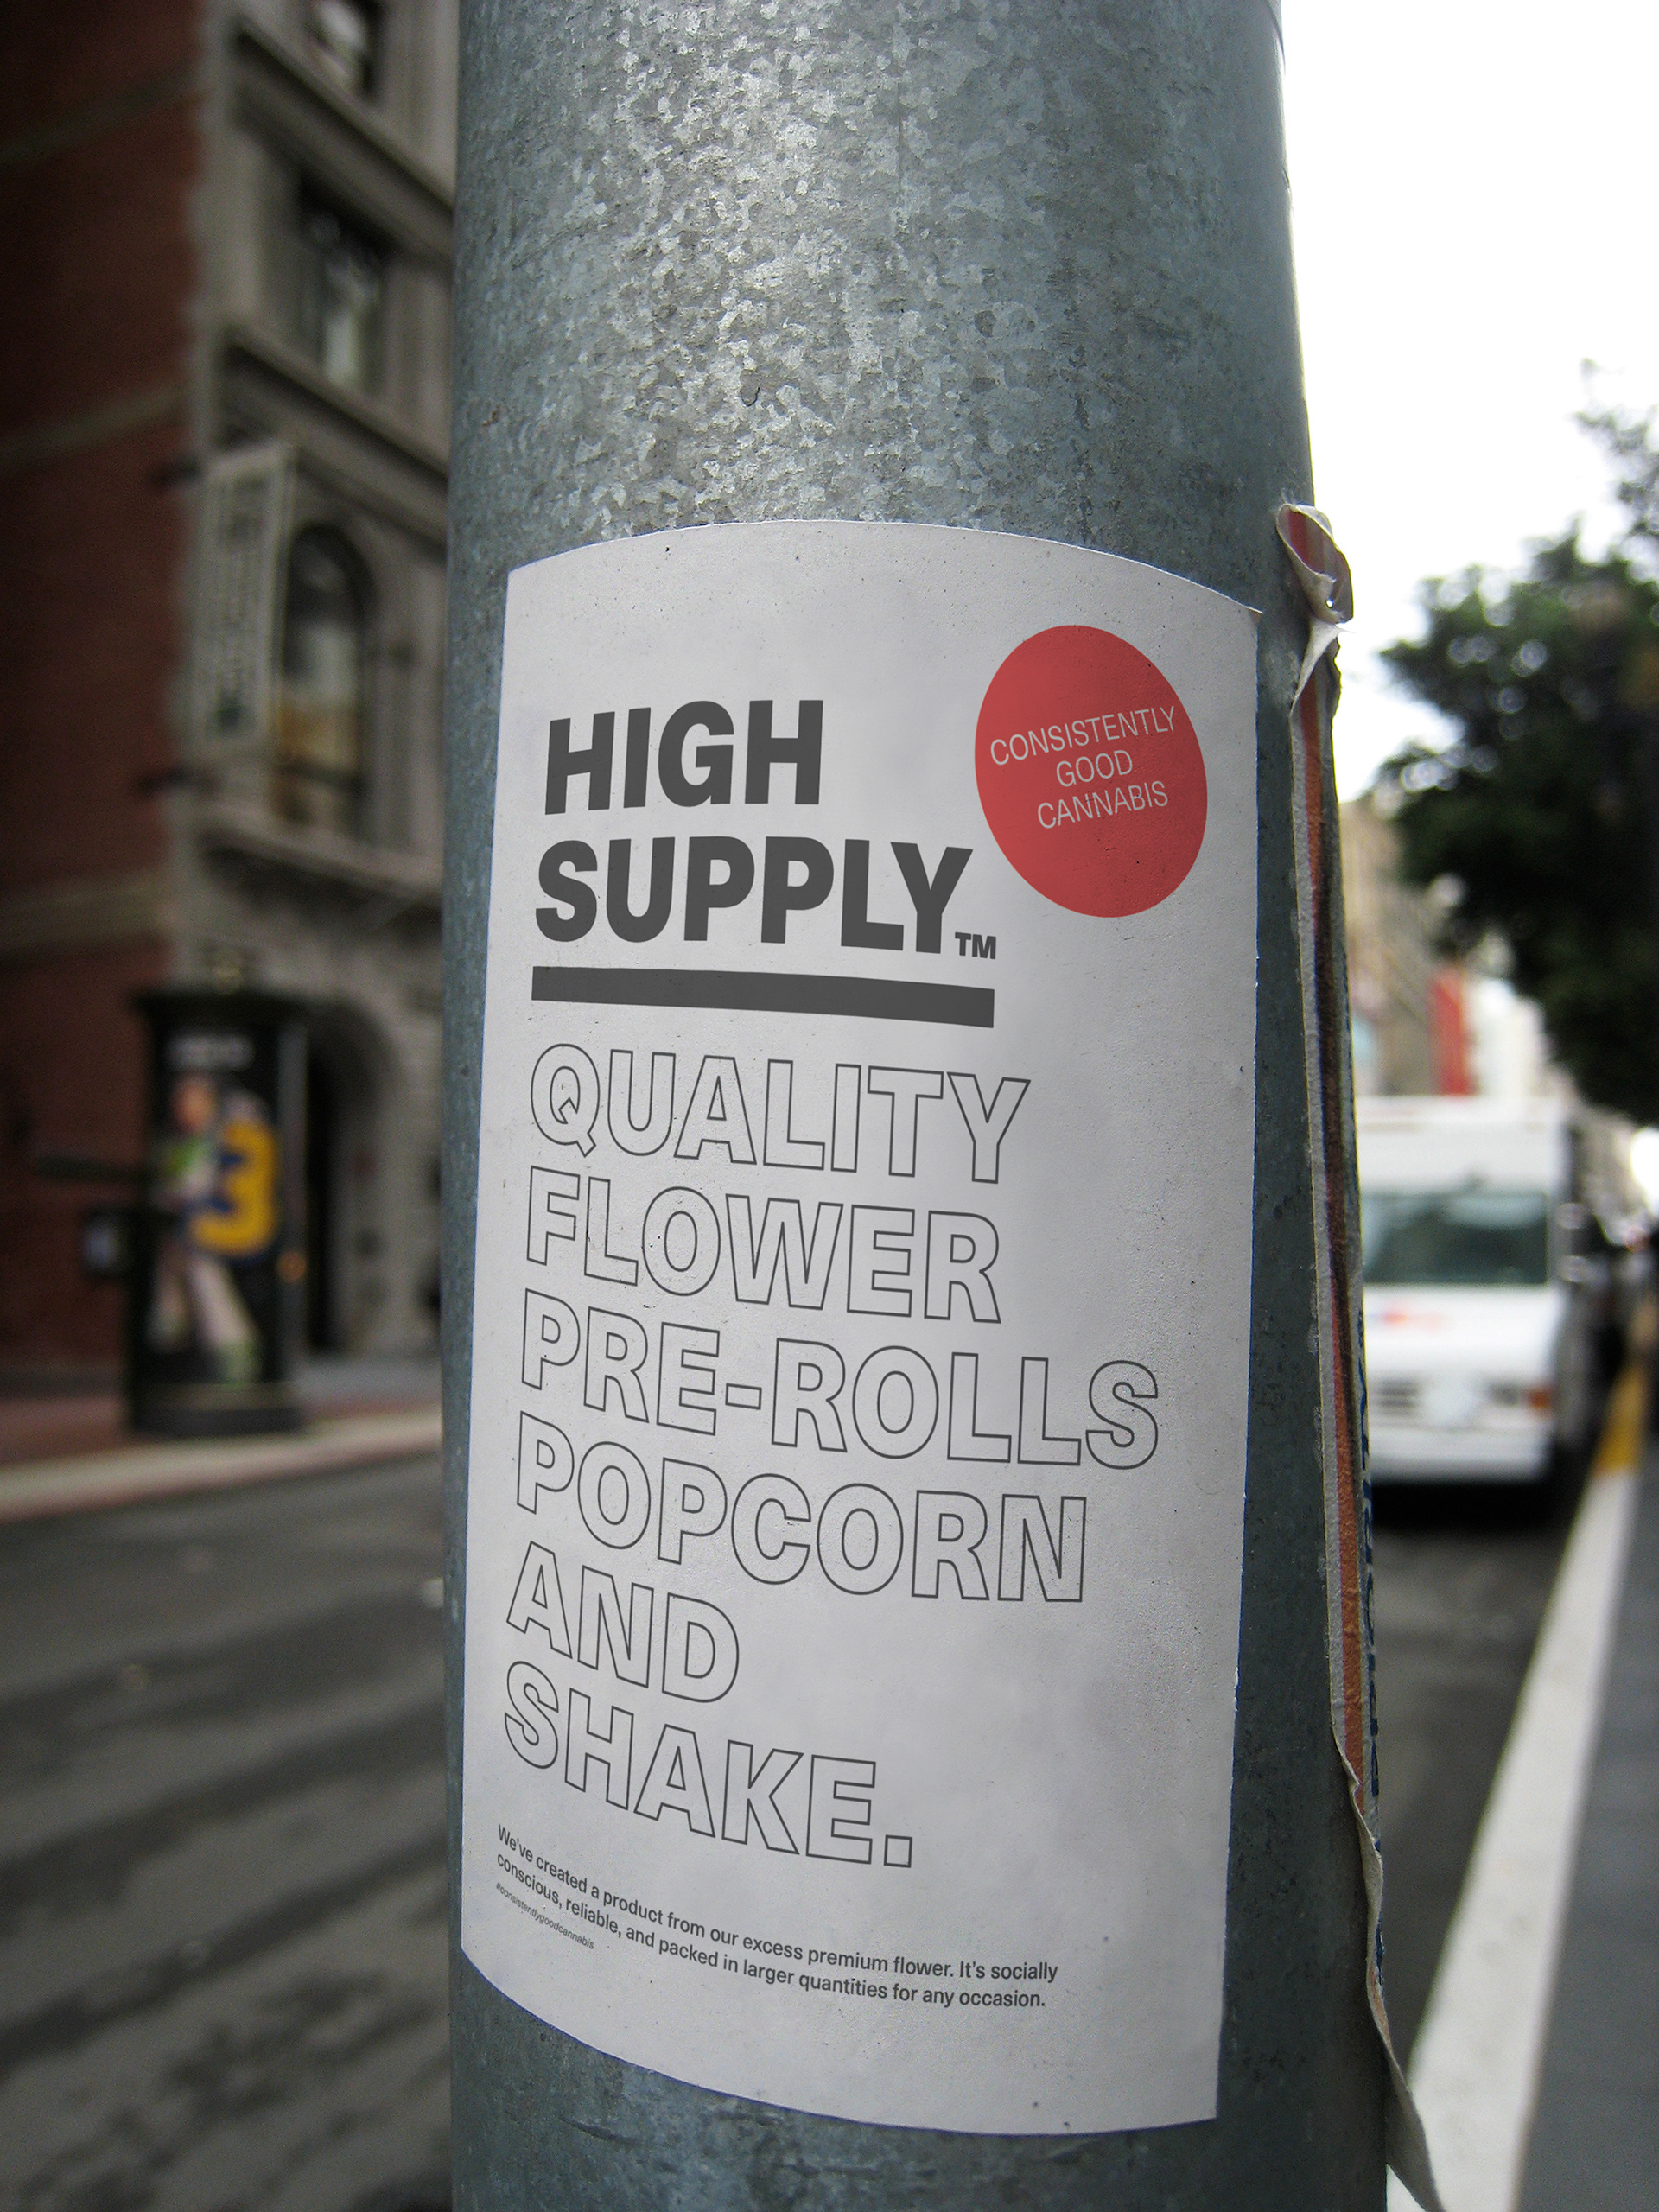 HIGH
SUPPLY™
CONSISTENTLY
GOOD
CANNABIS
QUALITY
FLOWER
PRE-ROLLS
POPCORN
AND
SHAKE.
We've created a product from our excess premium flower. It's socially
conscious, reliable, and packed in larger quantities for any occasion.
#consistentlygoodcannabis
3